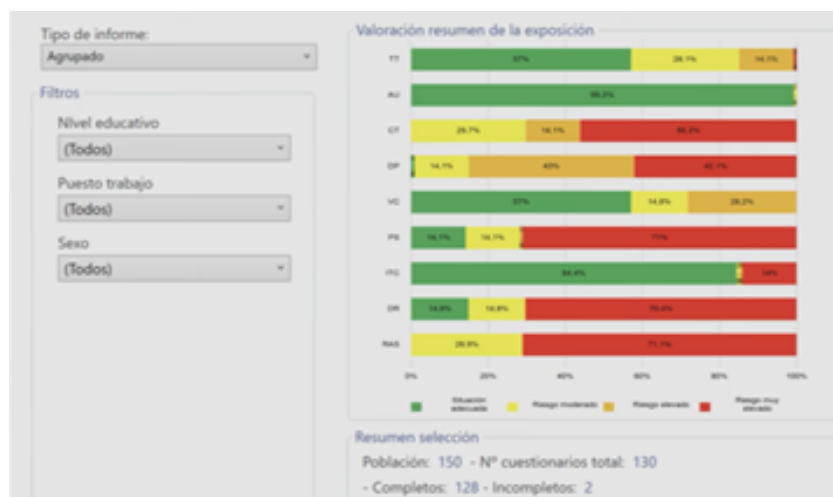 Tipo de informe:
Agrupado
Filtros
NIvel educativo
(Todos)
Puesto trabajo
(Todos)
Sexo
(Todos)
Valoración resumen de la exposición
TT 57% 28,1% 14,1%
AU 99,2%
CT 29,7% 14,1% 56,2%
DP 14,1% 43% 42,1%
VC 57% 14,8% 28,2%
PS 14,1% 14,1% 71%
ITC 84,4% 14%
DR 14,8% 14,8% 70,4%
RAS 28,9% 71,1%
0% 20% 40% 60% 80% 100%
Situación adecuada Riesgo moderado Riesgo elevado Riesgo muy elevado
Resumen selección
Población: 150 - Nº cuestionarios total: 130
- Completos: 128 - Incompletos: 2